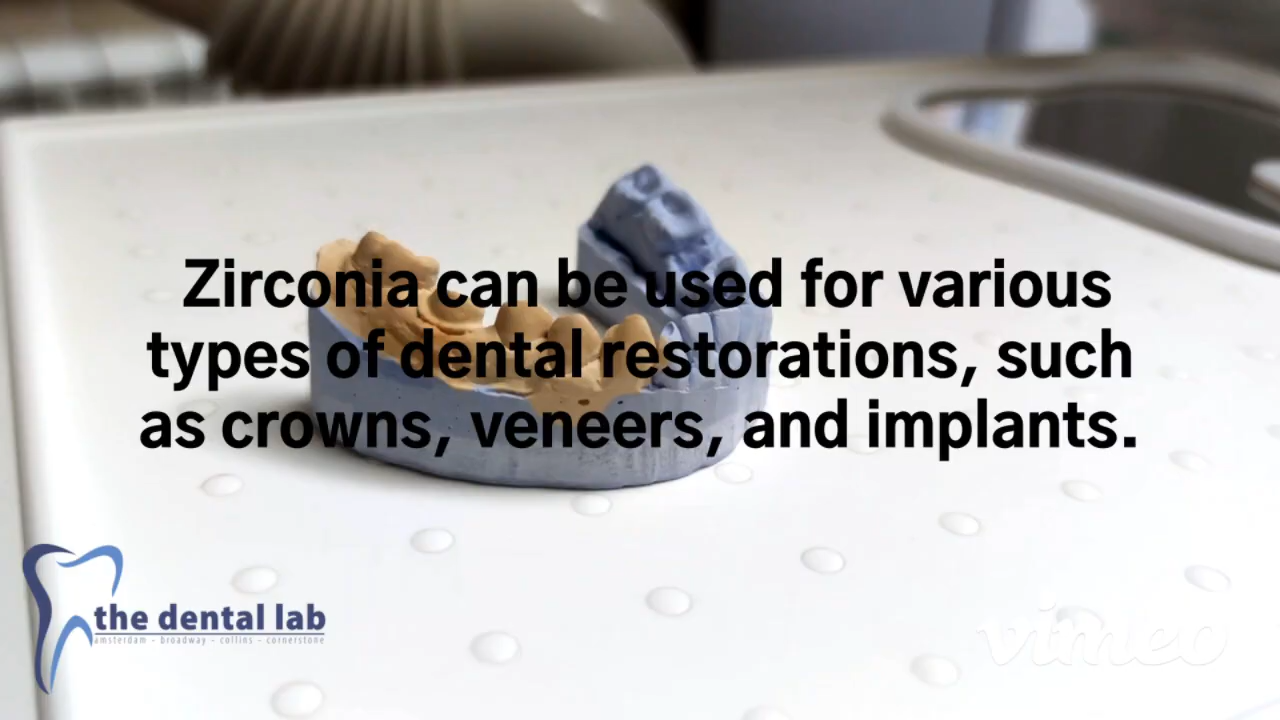 Zirconia can be used for various
types of dental restorations, such
as crowns, veneers, and implants.
the dental lab
amsterdam - broadway - collins - cornerstone
vimeo